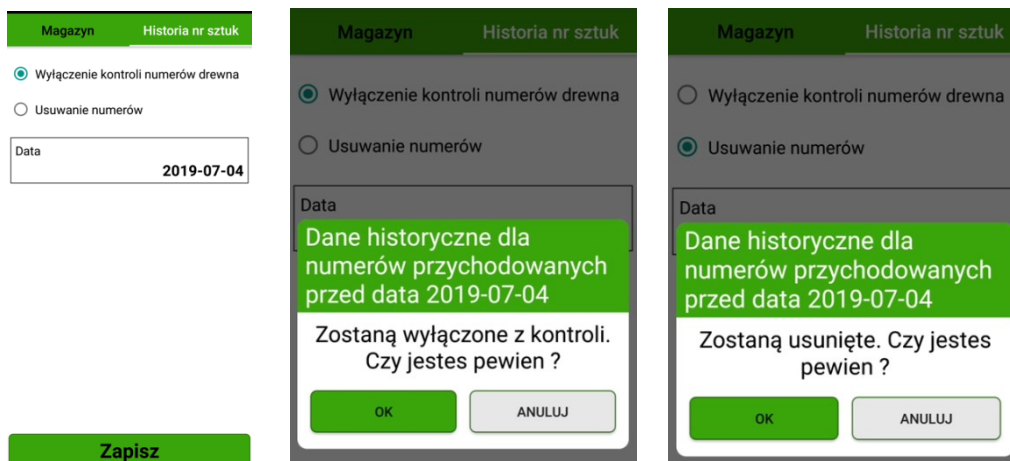 Magazyn Historia nr sztuk
Wyłączenie kontroli numerów drewna
Usuwanie numerów
Data
2019-07-04
Zapisz
Magazyn Historia nr sztuk
Wyłączenie kontroli numerów drewna
Usuwanie numerów
Data
Dane historyczne dla
numerów przychodowanych
przed data 2019-07-04
Zostaną wyłączone z kontroli.
Czy jestes pewien ?
OK ANULUJ
Magazyn Historia nr sztuk
Wyłączenie kontroli numerów drewna
Usuwanie numerów
Data
Dane historyczne dla
numerów przychodowanych
przed data 2019-07-04
Zostaną usunięte. Czy jestes
pewien ?
OK ANULUJ